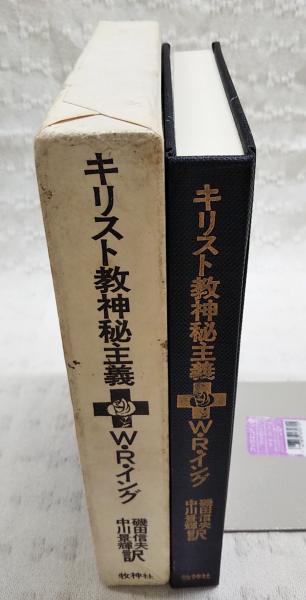 キリスト教神秘主義
W・R・イング
磯田信夫
中川景輝 訳
牧神社
キリスト教神秘主義
W・R・イング
磯田信夫
中川景輝 訳
牧神社